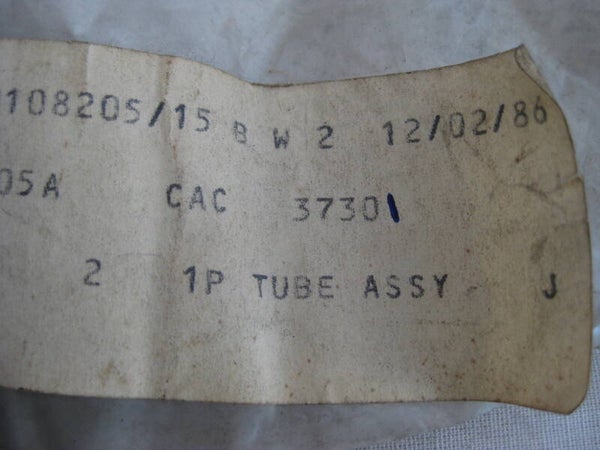 108205/15 B W 2 12/02/86
05A CAC 37301
2 1P TUBE ASSY J